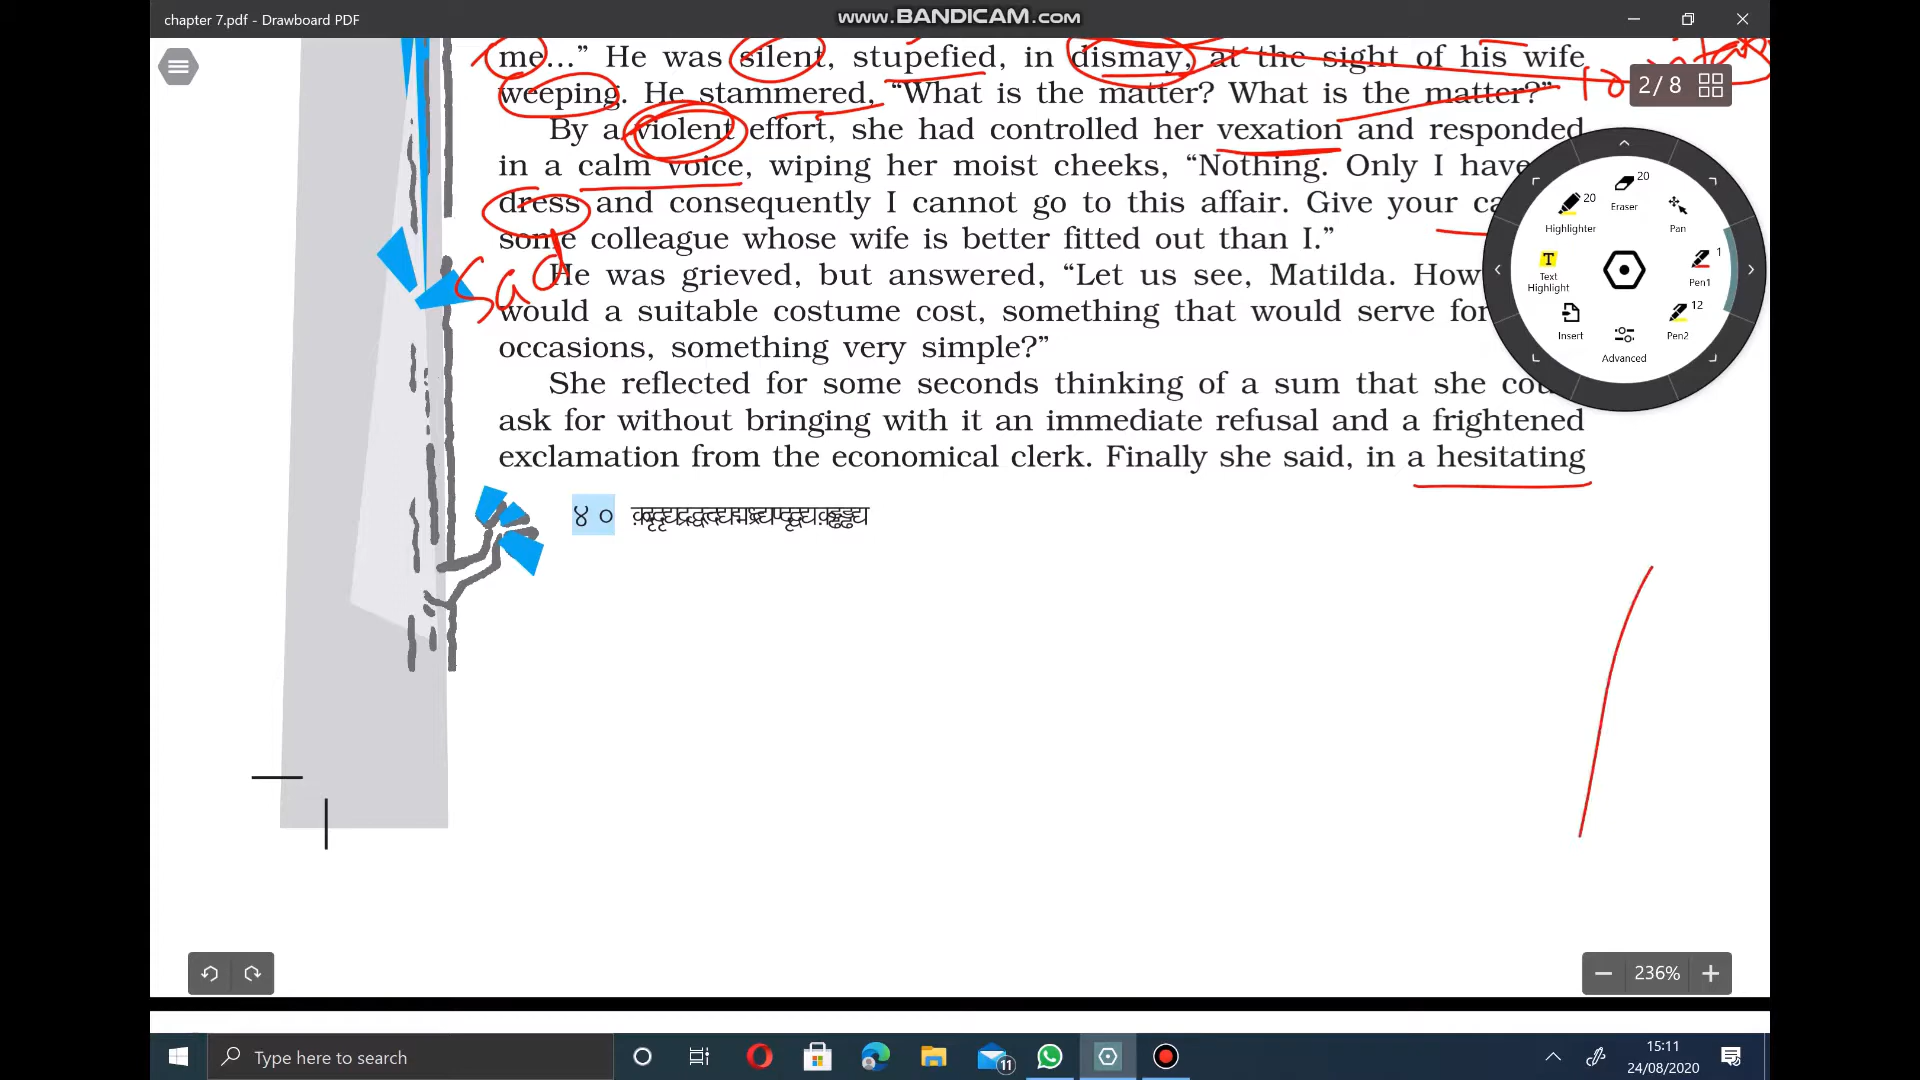 chapter 7.pdf - Drawboard PDF
www.BANDICAM.com
me...” He was silent, stupefied, in dismay, at the sight of his wife
2/8
weeping. He stammered, “What is the matter? What is the matter?”
By a violent effort, she had controlled her vexation and responded
in a calm voice, wiping her moist cheeks, “Nothing. Only I have
dress and consequently I cannot go to this affair. Give your
some colleague whose wife is better fitted out than I.”
sad
He was grieved, but answered, “Let us see, Matilda. How
would a suitable costume cost, something that would serve for
occasions, something very simple?”
She reflected for some seconds thinking of a sum that she
ask for without bringing with it an immediate refusal and a frightened
exclamation from the economical clerk. Finally she said, in a hesitating
४०
20
Eraser
20
Highlighter
Pan
T
Text
Highlight
1
Pen1
Insert
12
Pen2
Advanced
236%
Type here to search
11
15:11
24/08/2020